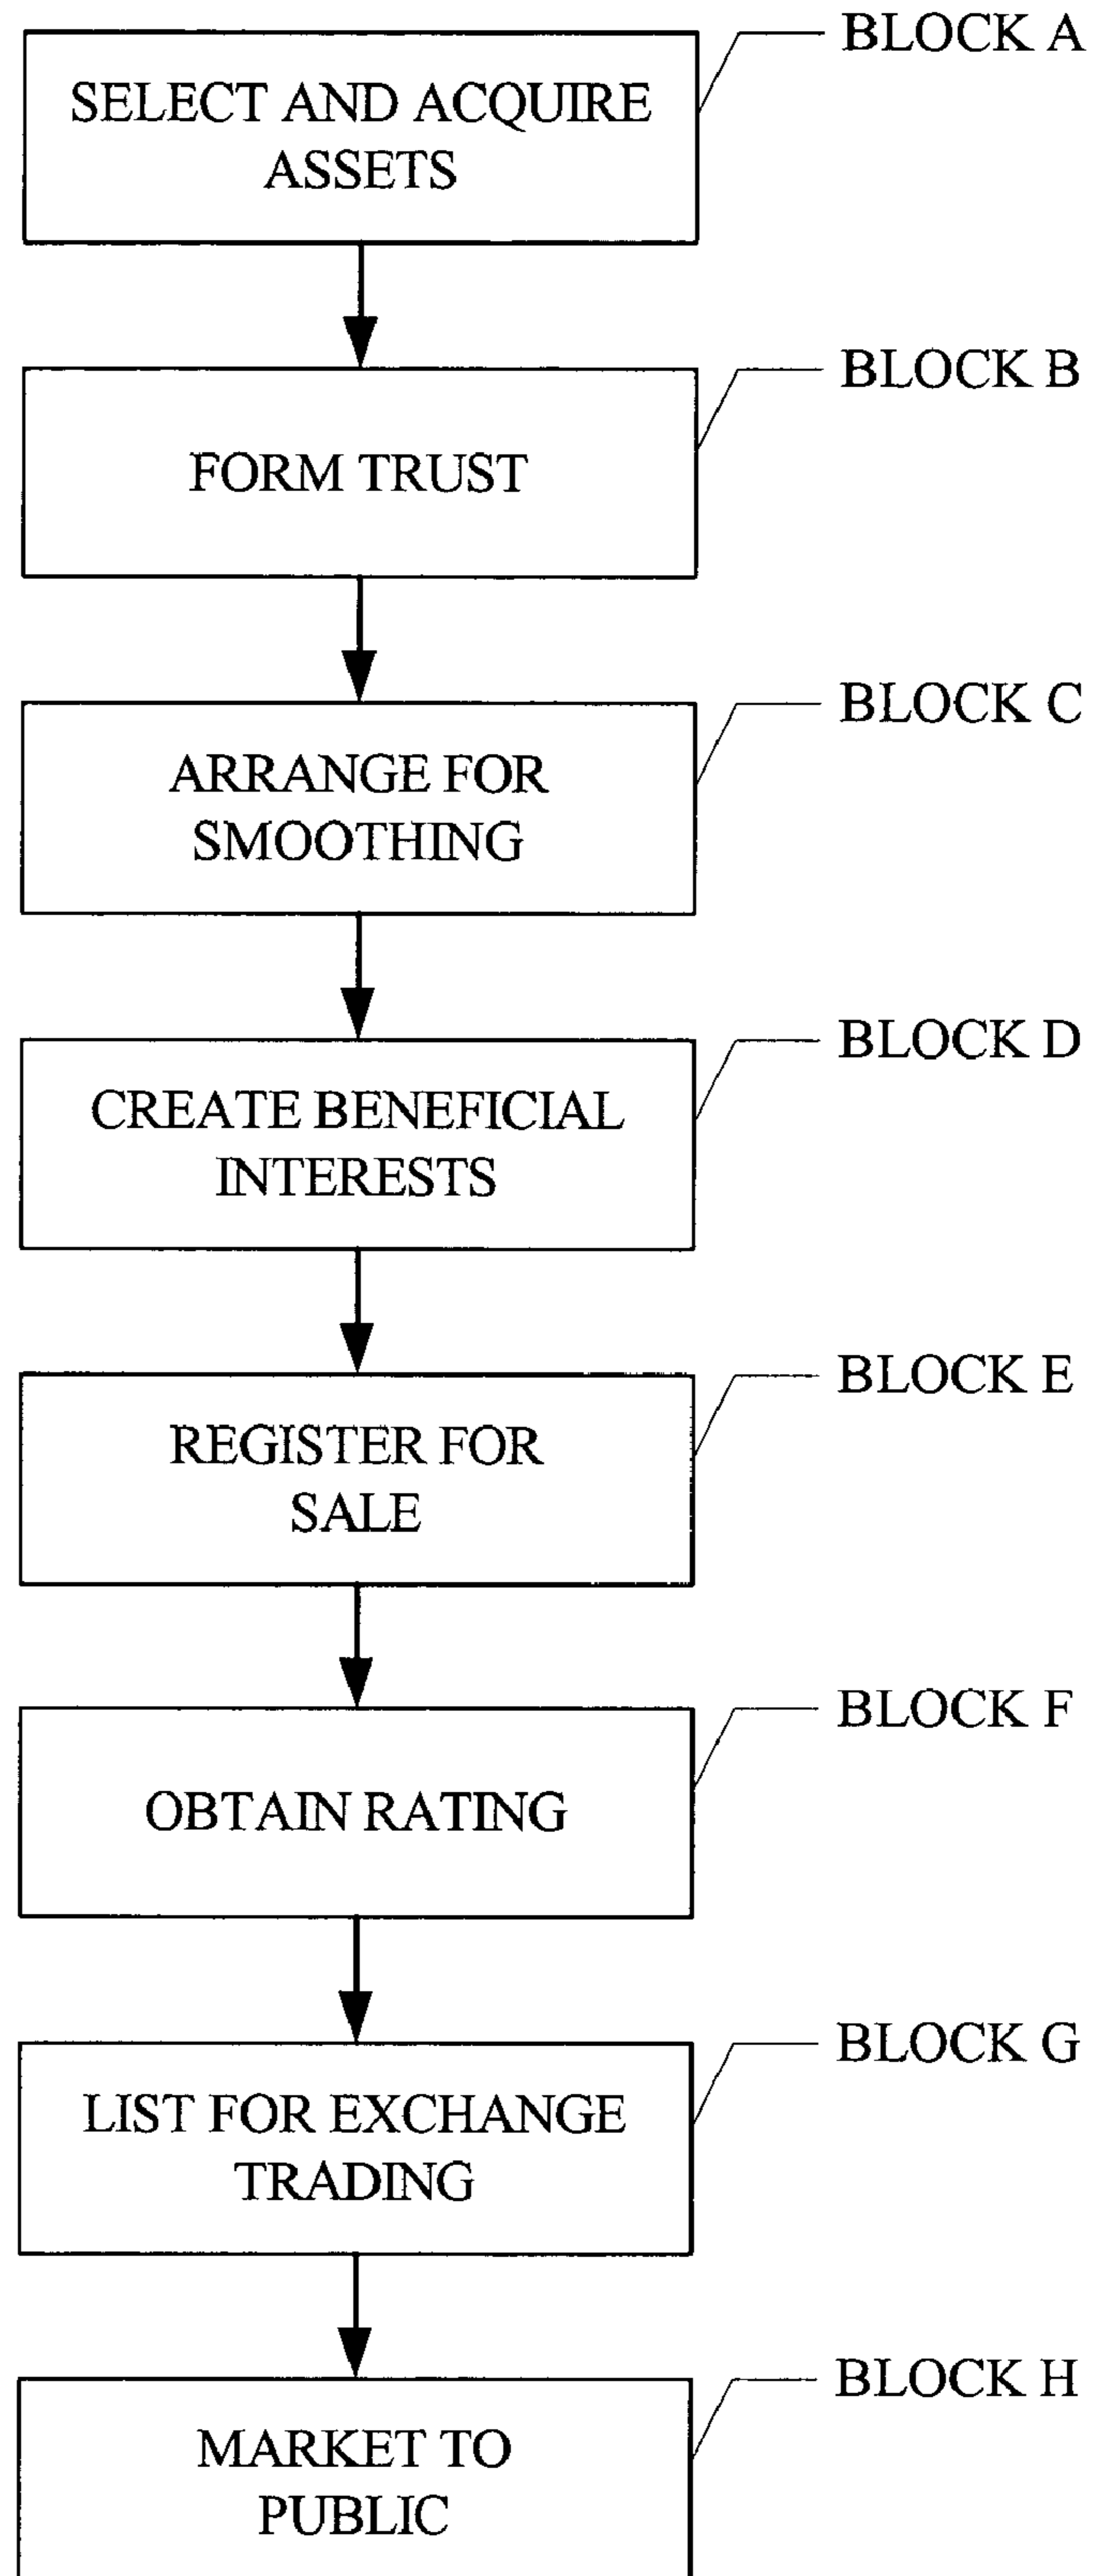 BLOCK A
SELECT AND ACQUIRE
ASSETS
BLOCK B
FORM TRUST
BLOCK C
ARRANGE FOR
SMOOTHING
BLOCK D
CREATE BENEFICIAL
INTERESTS
BLOCK E
REGISTER FOR
SALE
BLOCK F
OBTAIN RATING
BLOCK G
LIST FOR EXCHANGE
TRADING
BLOCK H
MARKET TO
PUBLIC